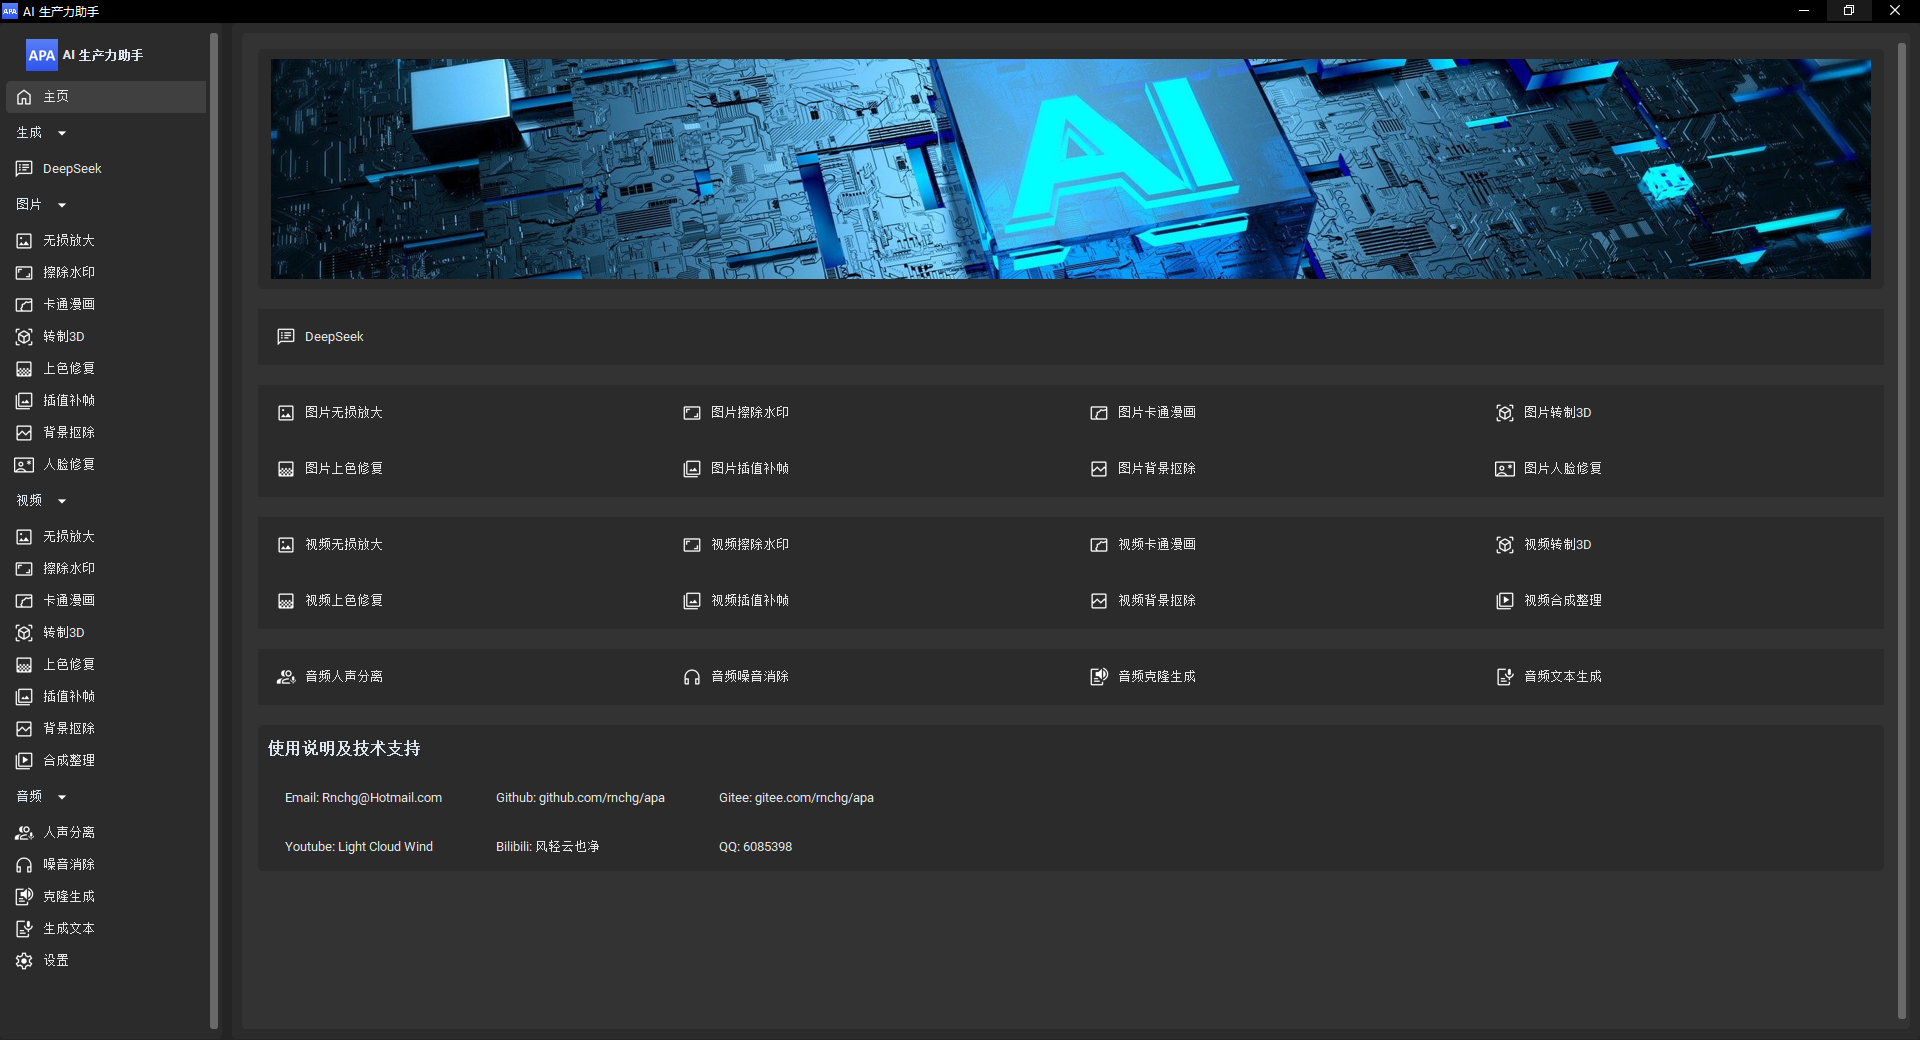 APA AI 生产力助手
APA AI 生产力助手
主页
生成
DeepSeek
图片
无损放大
擦除水印
卡通漫画
转制3D
上色修复
插值补帧
背景抠除
人脸修复
视频
无损放大
擦除水印
卡通漫画
转制3D
上色修复
插值补帧
背景抠除
合成整理
音频
人声分离
噪音消除
克隆生成
生成文本
设置
AI
DeepSeek
图片无损放大 图片擦除水印 图片卡通漫画 图片转制3D
图片上色修复 图片插值补帧 图片背景抠除 图片人脸修复
视频无损放大 视频擦除水印 视频卡通漫画 视频转制3D
视频上色修复 视频插值补帧 视频背景抠除 视频合成整理
音频人声分离 音频噪音消除 音频克隆生成 音频文本生成
使用说明及技术支持
Email: Rnchg@Hotmail.com Github: github.com/rnchg/apa Gitee: gitee.com/rnchg/apa
Youtube: Light Cloud Wind Bilibili: 风轻云也净 QQ: 6085398